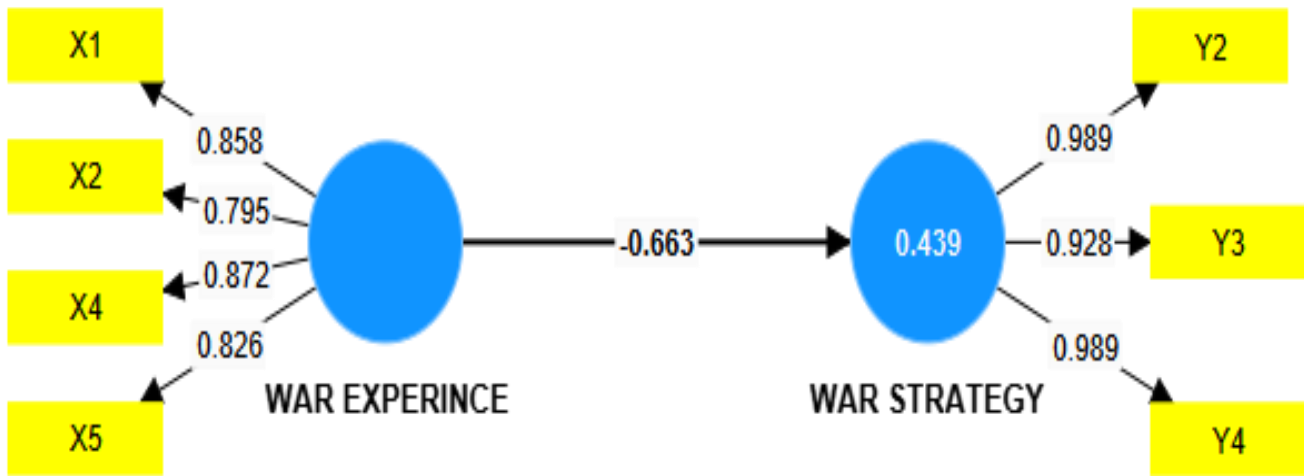 X1
X2
X4
X5
0.858
0.795
0.872
0.826
WAR EXPERINCE
-0.663
0.439
WAR STRATEGY
0.989
0.928
0.989
Y2
Y3
Y4